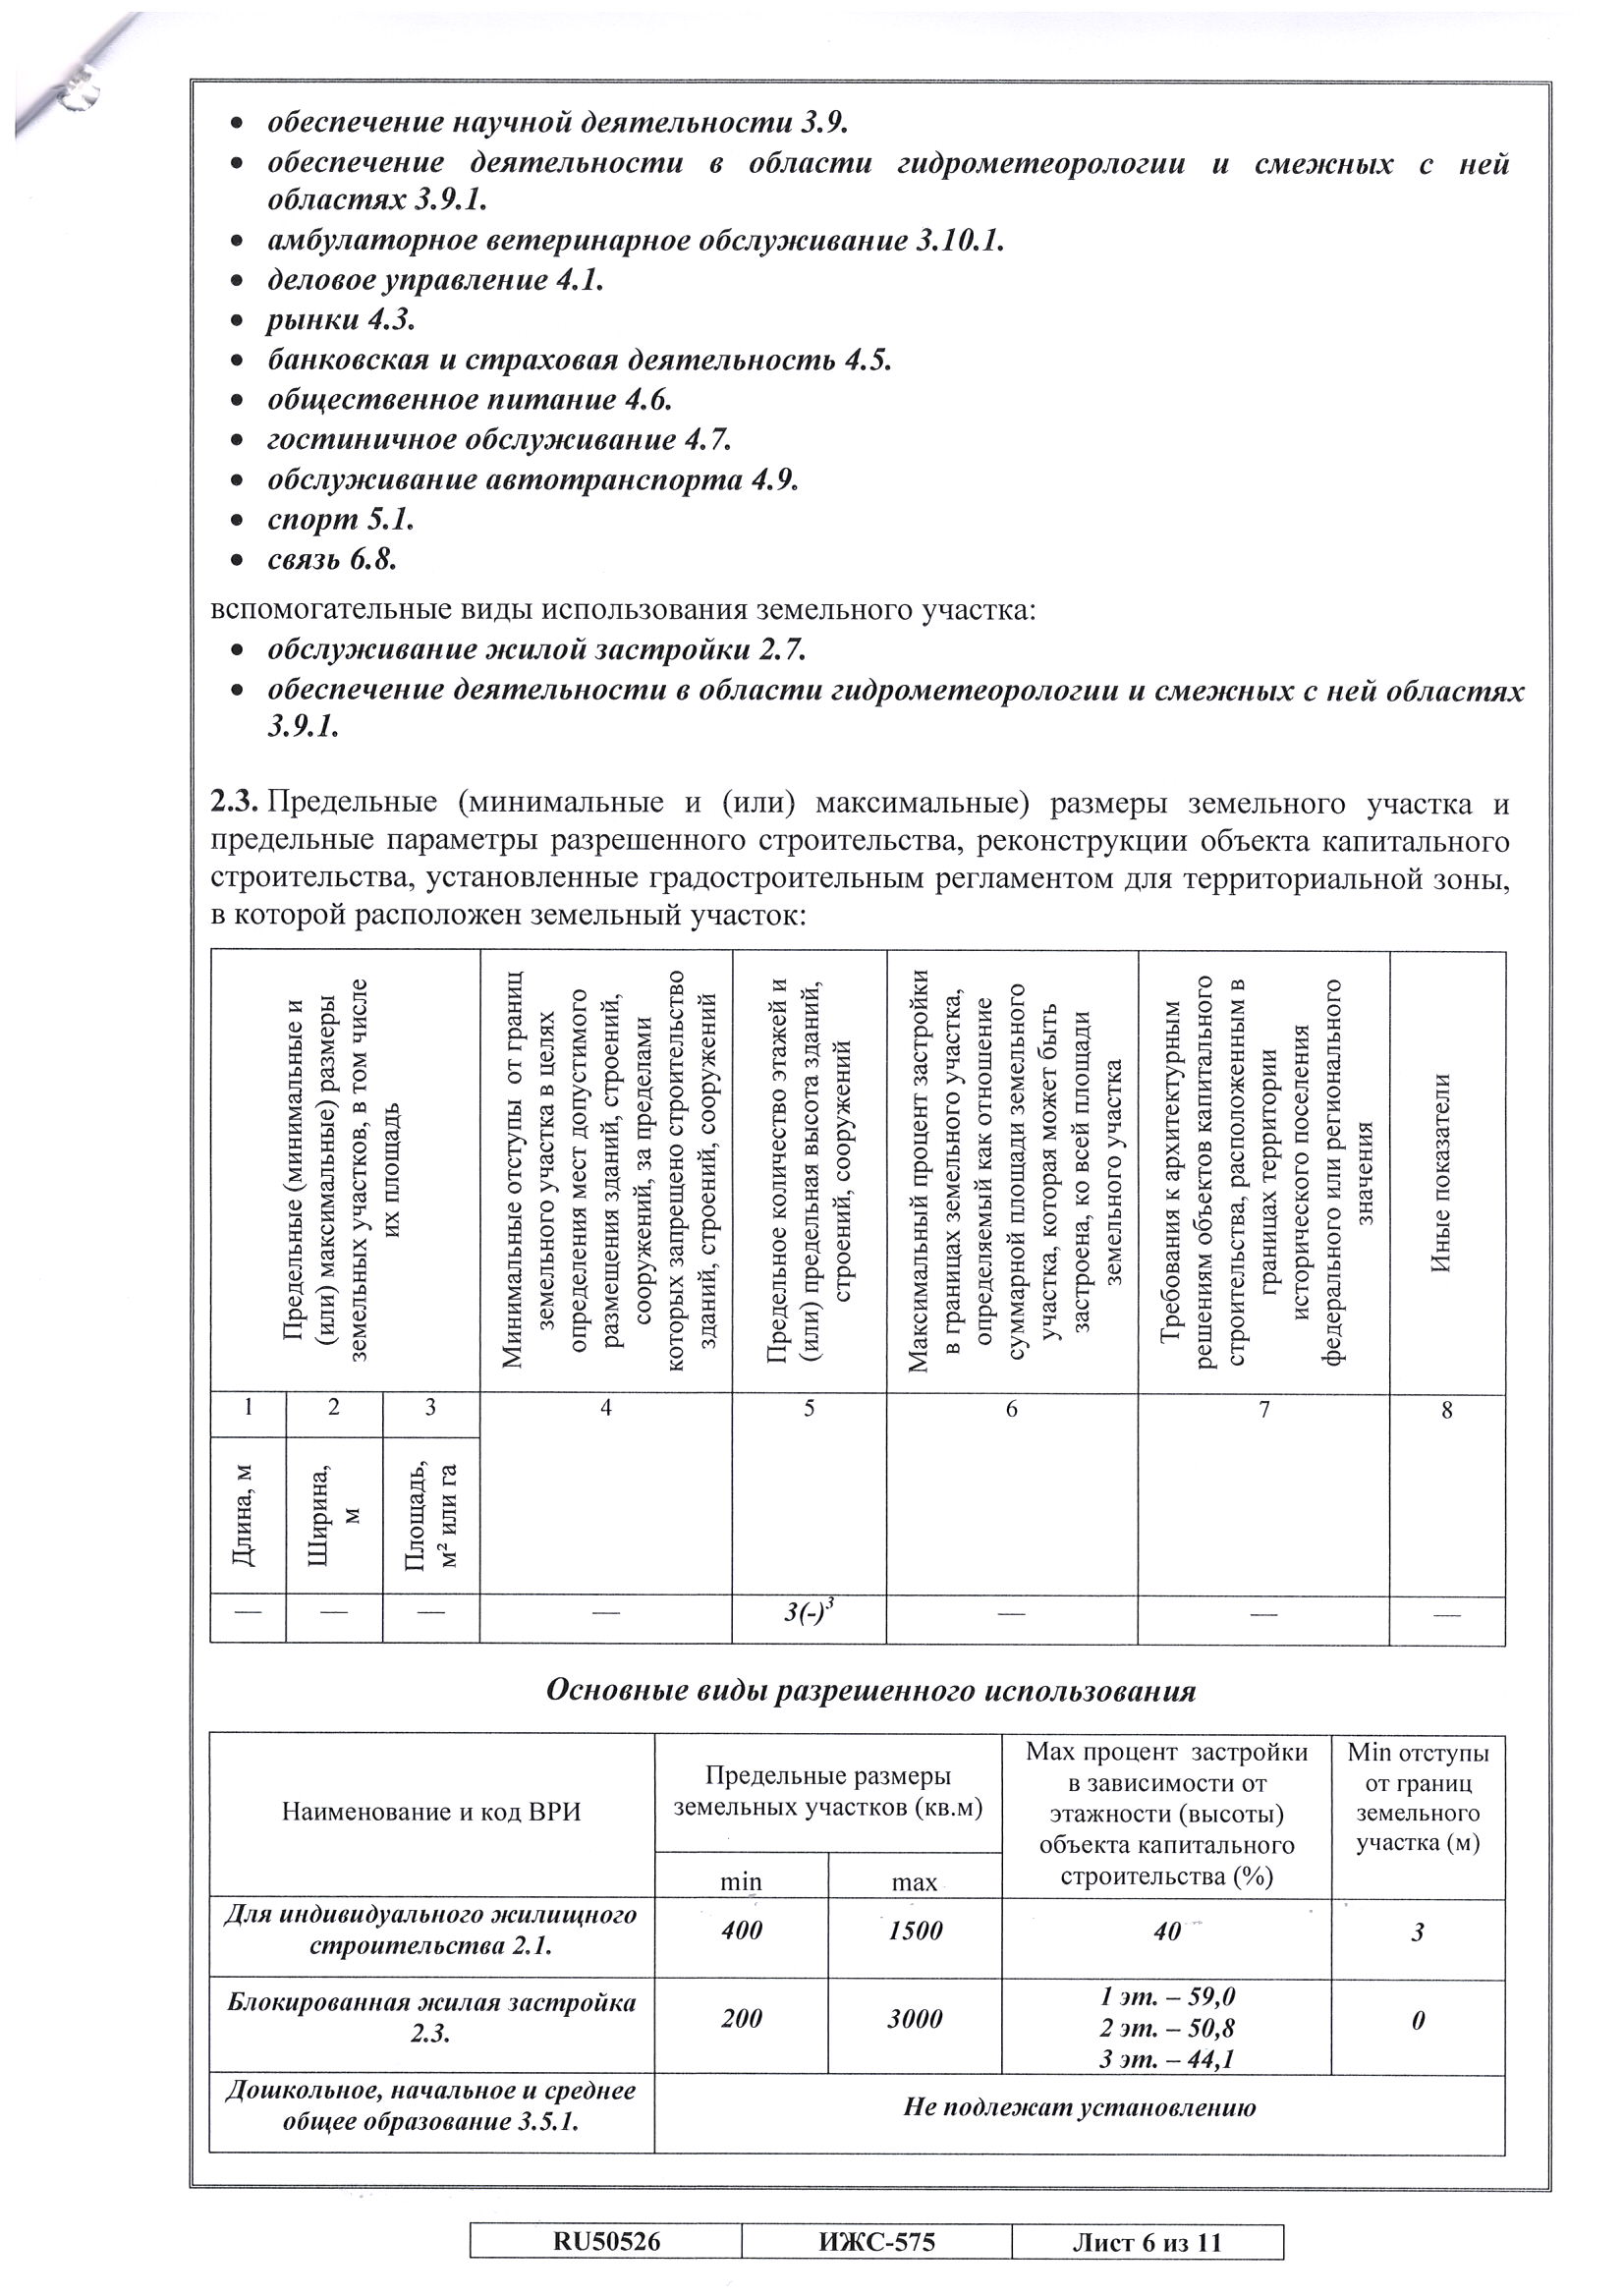 • обеспечение научной деятельности 3.9.
• обеспечение деятельности в области гидрометеорологии и смежных с ней
областях 3.9.1.
• амбулаторное ветеринарное обслуживание 3.10.1.
• деловое управление 4.1.
• рынки 4.3.
• банковская и страховая деятельность 4.5.
• общественное питание 4.6.
• гостиничное обслуживание 4.7.
• обслуживание автотранспорта 4.9.
• спорт 5.1.
• связь 6.8.
вспомогательные виды использования земельного участка:
• обслуживание жилой застройки 2.7.
• обеспечение деятельности в области гидрометеорологии и смежных с ней областях
3.9.1.
2.3. Предельные (минимальные и (или) максимальные) размеры земельного участка и
предельные параметры разрешенного строительства, реконструкции объекта капитального
строительства, установленные градостроительным регламентом для территориальной зоны,
в которой расположен земельный участок:
Предельные (минимальные и
(или) максимальные) размеры
земельных участков, в том числе
их площадь
Минимальные отступы от границ
земельного участка в целях
определения мест допустимого
размещения зданий, строений,
сооружений, за пределами
которых запрещено строительство
зданий, строений, сооружений
Предельное количество этажей и
(или) предельная высота зданий,
строений, сооружений
Максимальный процент застройки
в границах земельного участка,
определяемый как отношение
суммарной площади земельного
участка, которая может быть
застроена, ко всей площади
земельного участка
Требования к архитектурным
решениям объектов капитального
строительства, расположенным в
границах территории
исторического поселения
федерального или регионального
значения
Иные показатели
1 2 3 4 5 6 7 8
Длина, м
Ширина,
м
Площадь,
м² или га
— — — — 3(-)³ — — —
Основные виды разрешенного использования
Наименование и код ВРИ
Предельные размеры
земельных участков (кв.м)
min max
Max процент застройки
в зависимости от
этажности (высоты)
объекта капитального
строительства (%)
Min отступы
от границ
земельного
участка (м)
Для индивидуального жилищного
строительства 2.1.
400 1500 40 3
Блокированная жилая застройка
2.3.
200 3000
1 эт. – 59,0
2 эт. – 50,8
3 эт. – 44,1
0
Дошкольное, начальное и среднее
общее образование 3.5.1.
Не подлежат установлению
RU50526 ИЖС-575 Лист 6 из 11